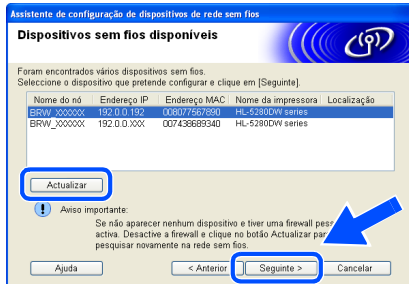 Assistente de configuração de dispositivos de rede sem fios
Dispositivos sem fios disponíveis
Foram encontrados vários dispositivos sem fios.
Seleccione o dispositivo que pretende configurar e clique em [Seguinte].
Nome do nó Endereço IP Endereço MAC Nome da impressora Localização
BRW_XXXXXX 192.0.0.192 008077567890 HL-5280DW series
BRW_XXXXXX 192.0.0.XXX 007438689340 HL-5280DW series
Actualizar
Aviso importante:
Se não aparecer nenhum dispositivo e tiver uma firewall
activa. Desactive a firewall e clique no botão Actualizar
pesquisar novamente na rede sem fios.
Ajuda < Anterior Seguinte > Cancelar